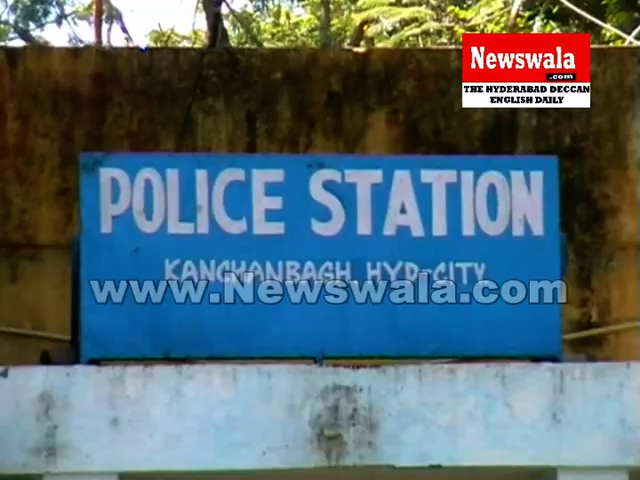 Newswala
.com
THE HYDERABAD DECCAN
ENGLISH DAILY
POLICE STATION
KANCHANBAGH, HYD-CITY
www.Newswala.com